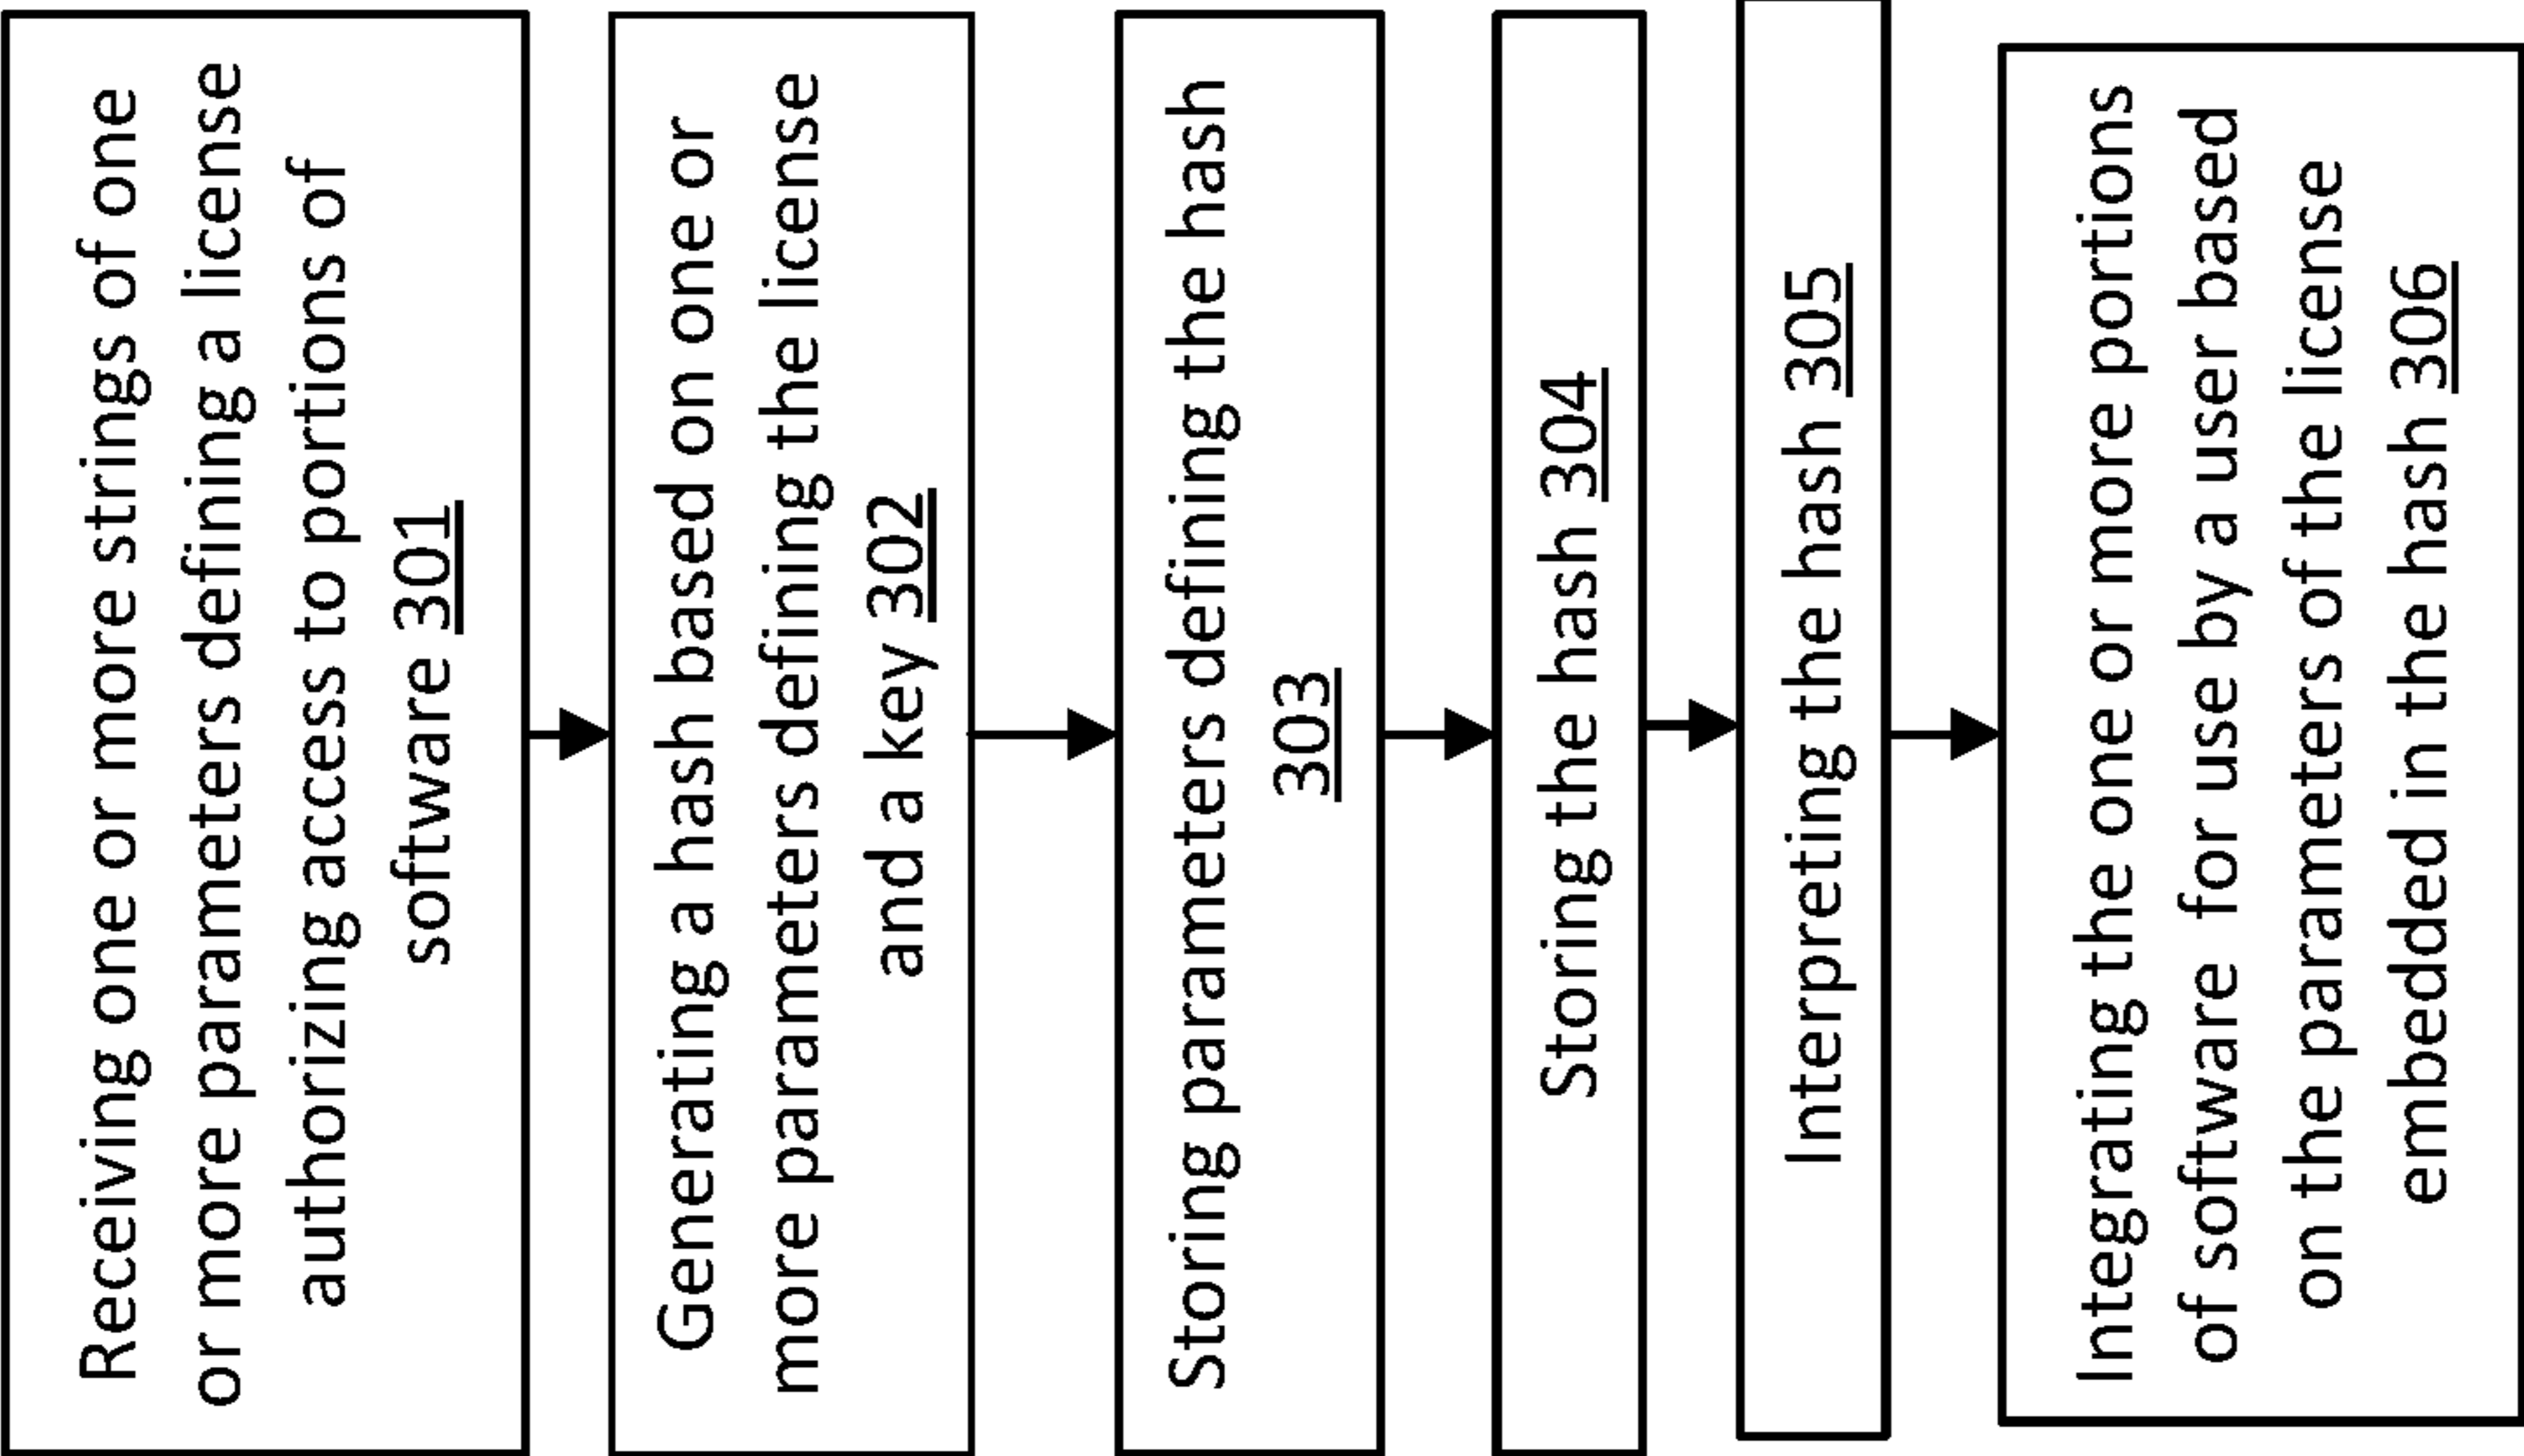 Receiving one or more strings of one
or more parameters defining a license
authorizing access to portions of
software 301
Generating a hash based on one or
more parameters defining the license
and a key 302
Storing parameters defining the hash
303
Storing the hash 304
Interpreting the hash 305
Integrating the one or more portions
of software for use by a user based
on the parameters of the license
embedded in the hash 306